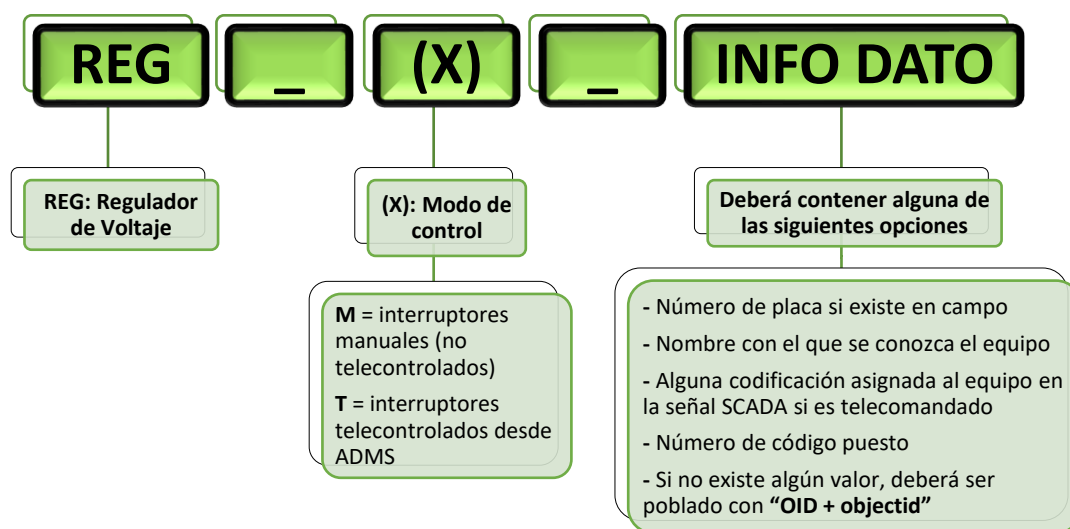 REG _ (X) _ INFO DATO
REG: Regulador
de Voltaje
(X): Modo de
control
Deberá contener alguna de
las siguientes opciones
M = interruptores
manuales (no
telecontrolados)
T = interruptores
telecontrolados desde
ADMS
- Número de placa si existe en campo
- Nombre con el que se conozca el equipo
- Alguna codificación asignada al equipo en
la señal SCADA si es telecomandado
- Número de código puesto
- Si no existe algún valor, deberá ser
poblado con “OID + objectid”